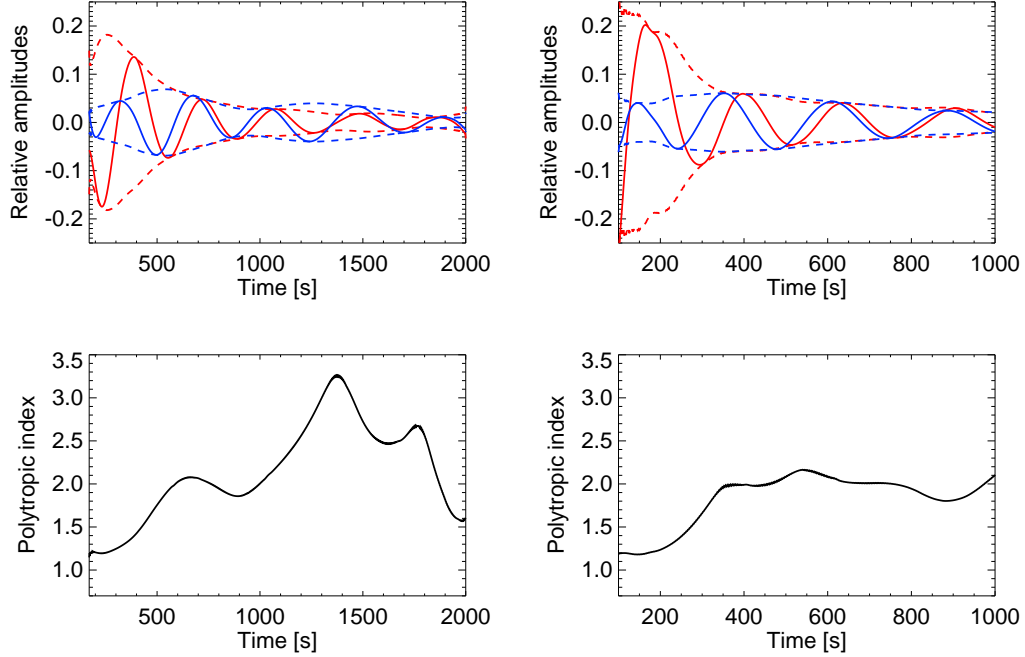 Relative amplitudes
0.2
0.1
0.0
-0.1
-0.2
500 1000 1500 2000
Time [s]
Relative amplitudes
0.2
0.1
0.0
-0.1
-0.2
200 400 600 800 1000
Time [s]
Polytropic index
3.5
3.0
2.5
2.0
1.5
1.0
500 1000 1500 2000
Time [s]
Polytropic index
3.5
3.0
2.5
2.0
1.5
1.0
200 400 600 800 1000
Time [s]